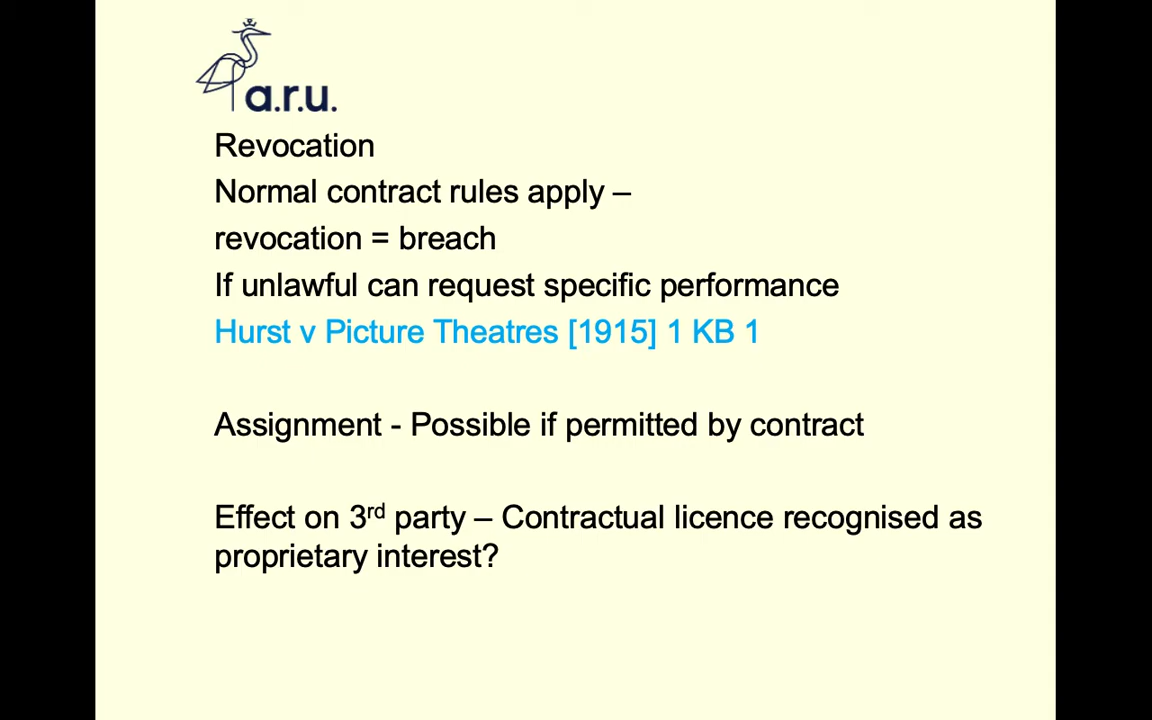 a.r.u.
Revocation
Normal contract rules apply –
revocation = breach
If unlawful can request specific performance
Hurst v Picture Theatres [1915] 1 KB 1
Assignment - Possible if permitted by contract
Effect on 3rd party – Contractual licence recognised as
proprietary interest?